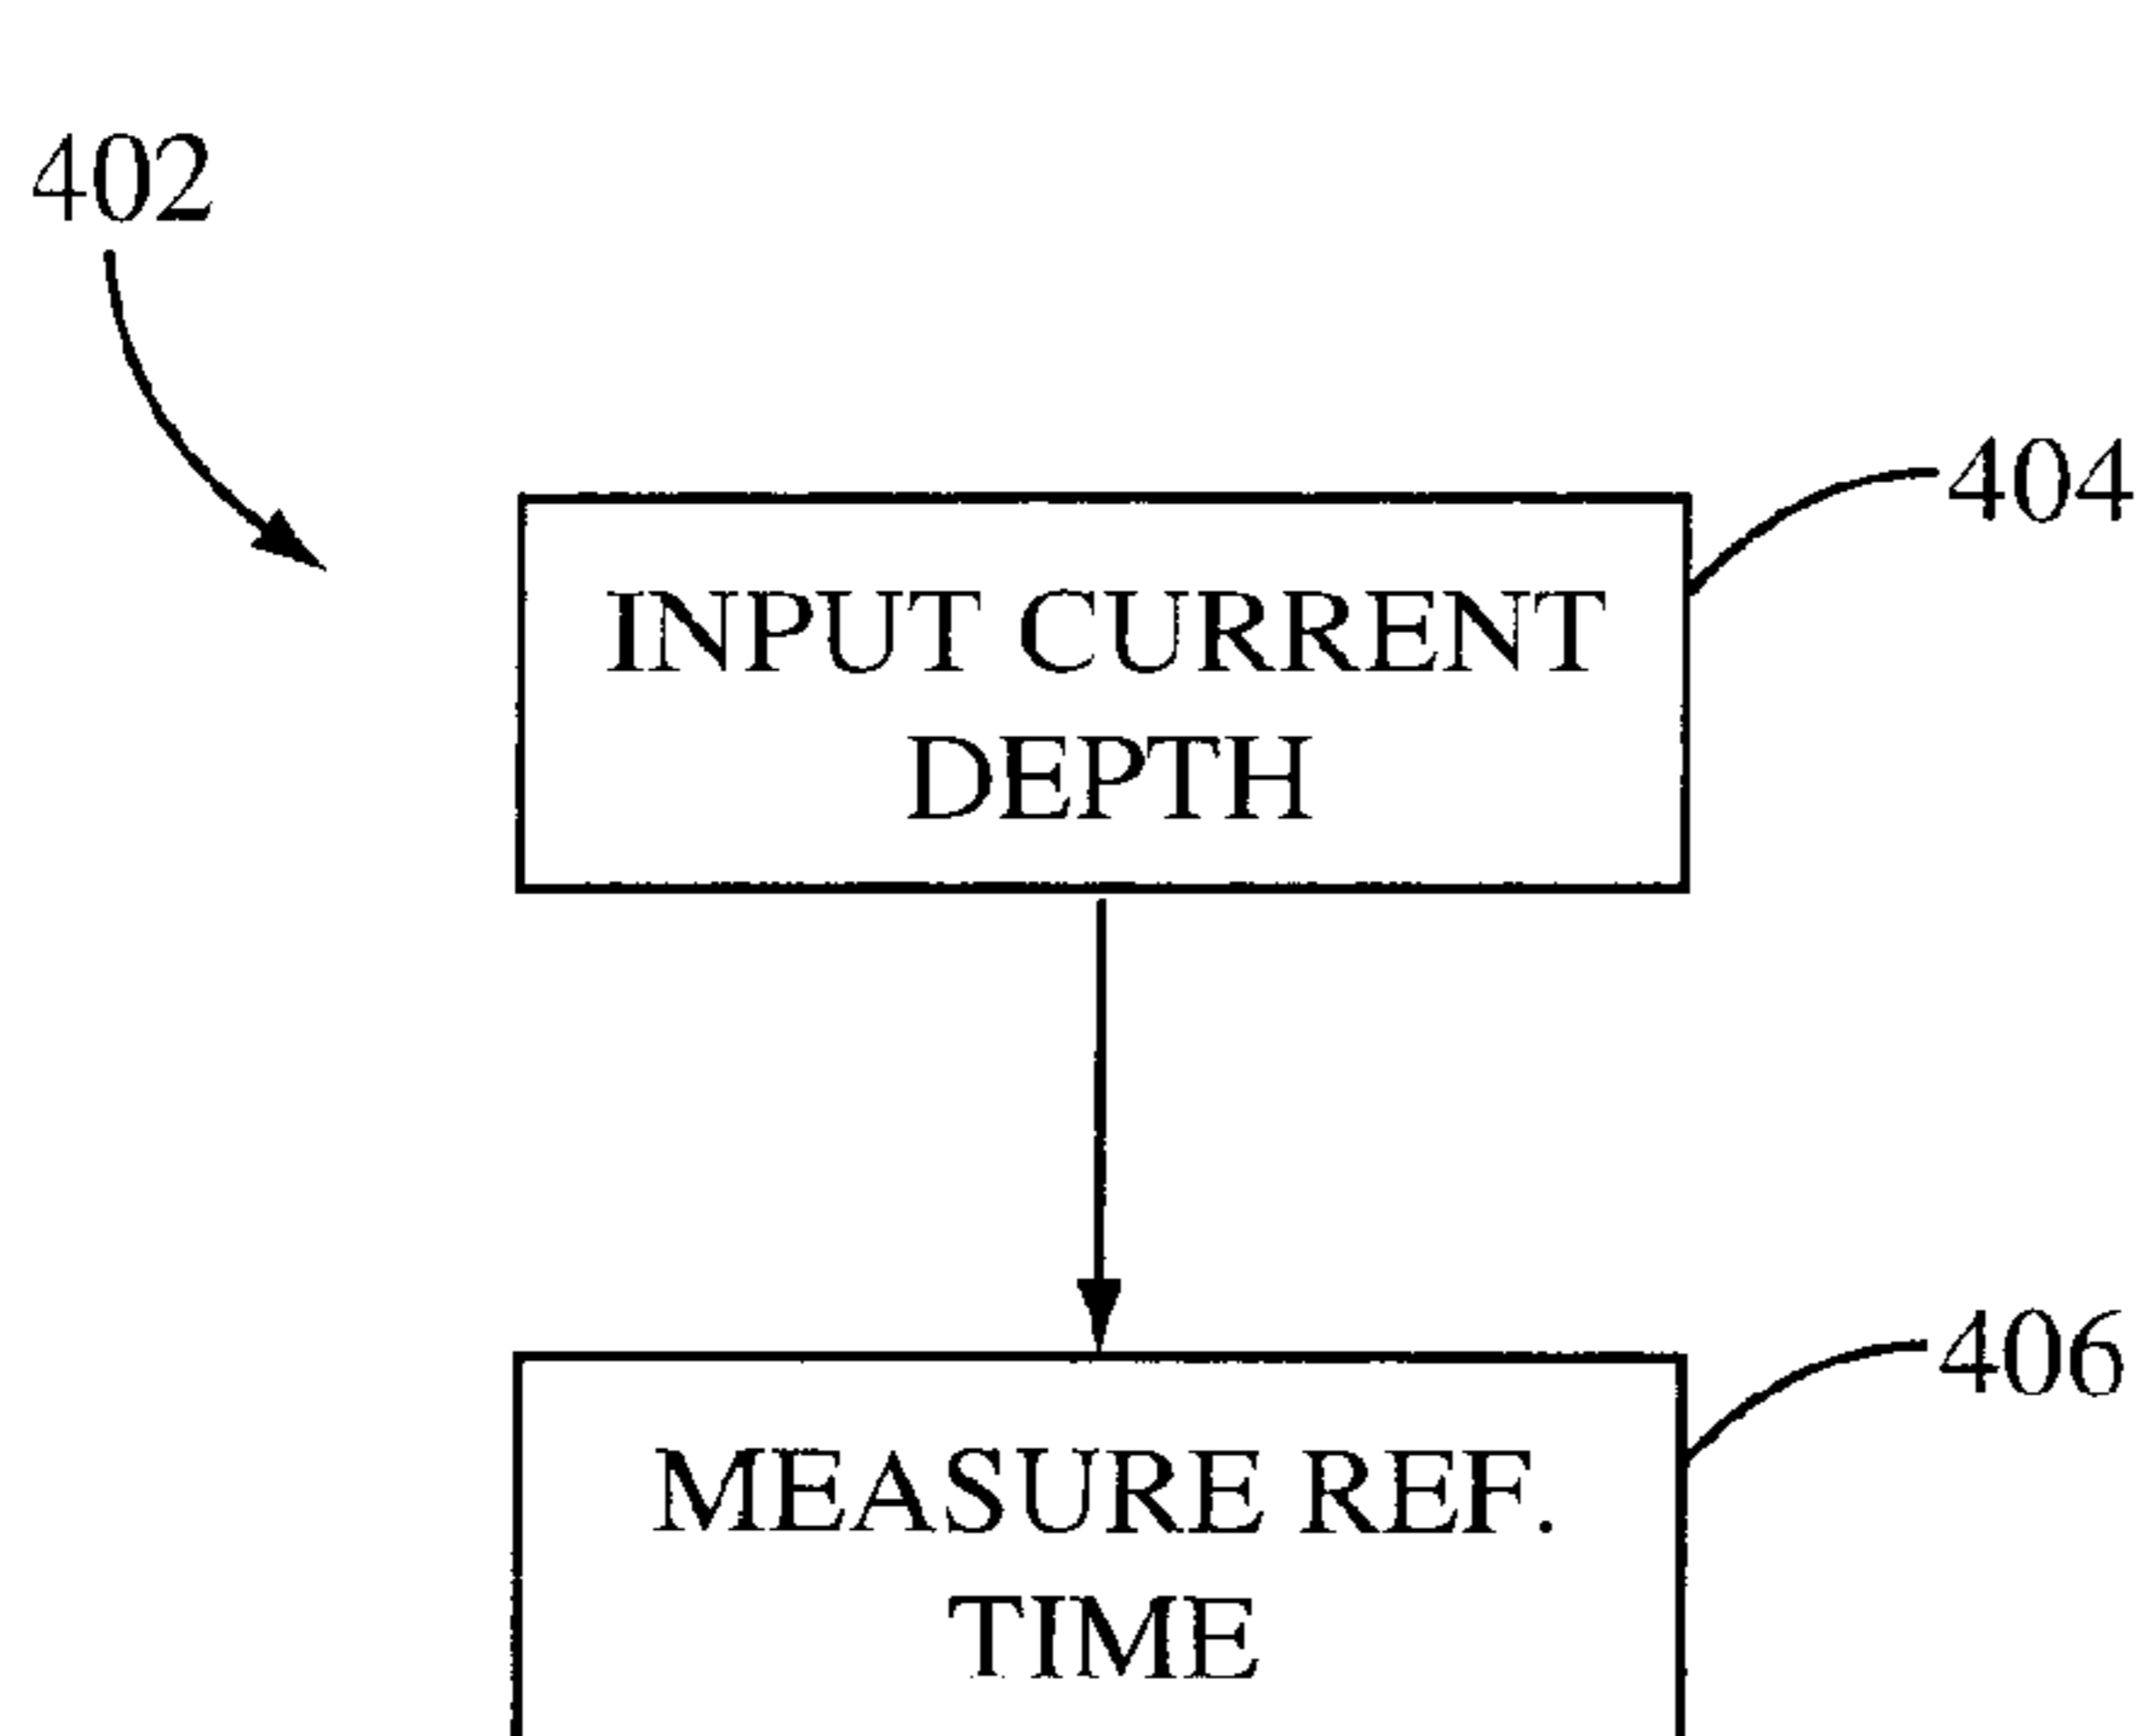 402
404
INPUT CURRENT
DEPTH
406
MEASURE REF.
TIME